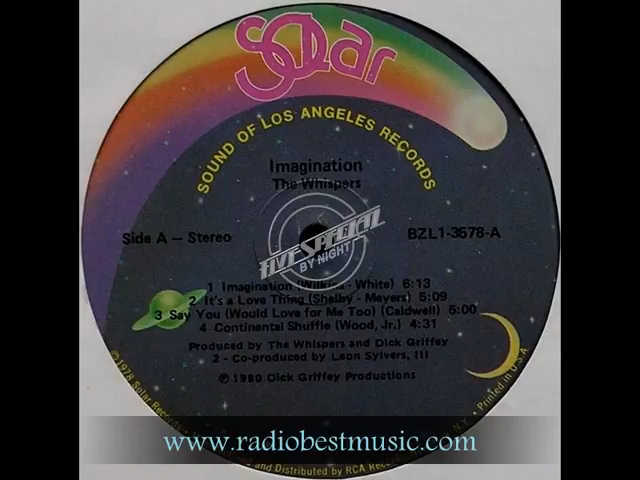 Solar
SOUND OF LOS ANGELES RECORDS
Imagination
The Whispers
Side A — Stereo
BZL1-3578-A
FIVE SPECIAL
BY NIGHT
1 Imagination (Wilkins - White) 6:13
2 It's a Love Thing (Shelby - Meyers) 5:09
3 Say You (Would Love for Me Too) (Caldwell) 5:00
4 Continental Shuffle (Wood, Jr.) 4:31
Produced by The Whispers and Dick Griffey
2 - Co-produced by Leon Sylvers, III
℗ 1980 Dick Griffey Productions
©1978 Solar Records •
and Distributed by RCA Records
N.Y. • Printed in U.S.A.
www.radiobestmusic.com